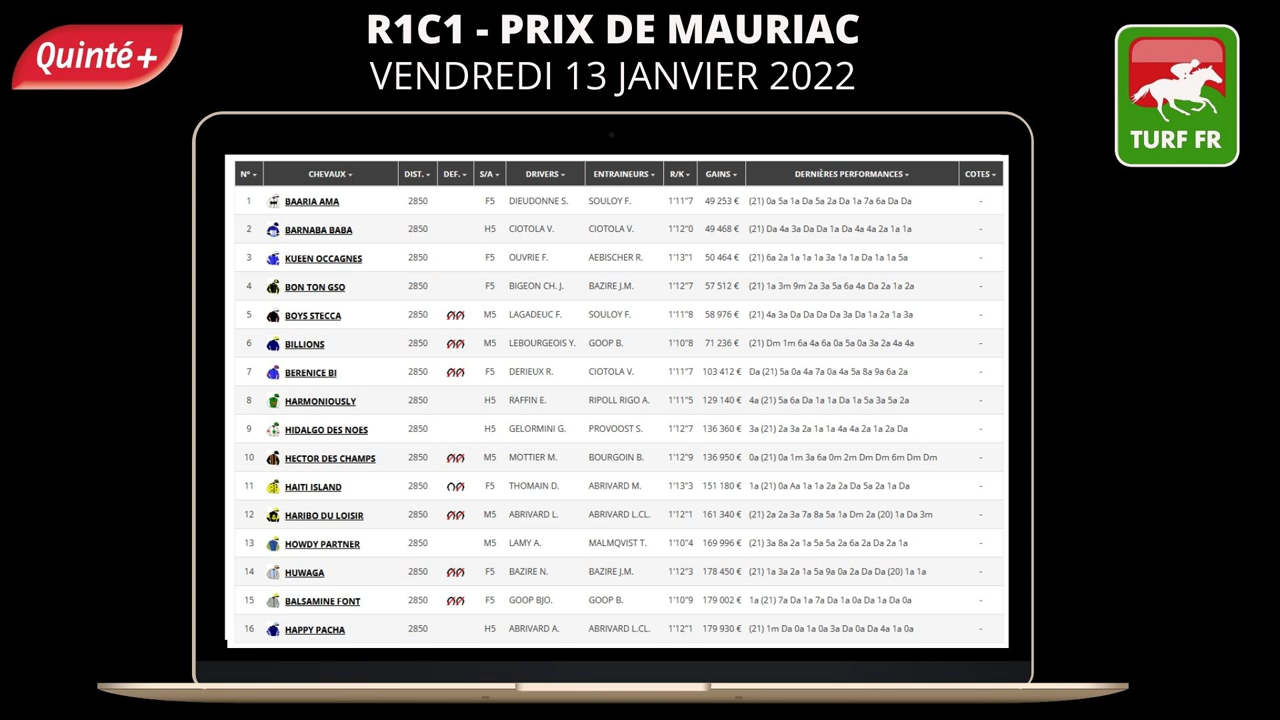 R1C1 - PRIX DE MAURIAC
Quinté+
VENDREDI 13 JANVIER 2022
TURF FR
N° CHEVAUX DIST. DEF. S/A DRIVERS ENTRAINEURS R/K GAINS DERNIÈRES PERFORMANCES COTES
1 BAARIA AMA 2850 F5 DIEUDONNE S. SOULOY F. 1'11"7 49 253 € (21) 0a 5a 1a Da 5a 2a Da 1a 7a 6a Da Da -
2 BARNABA BABA 2850 H5 CIOTOLA V. CIOTOLA V. 1'12"0 49 468 € (21) Da 4a 3a Da Da 1a Da 4a 4a 2a 1a 1a -
3 KUEEN OCCAGNES 2850 F5 OUVRIE F. AEBISCHER R. 1'13"1 50 464 € (21) 6a 2a 1a 1a 1a 3a 1a 1a Da 1a 1a 5a -
4 BON TON GSO 2850 F5 BIGEON CH. J. BAZIRE J.M. 1'12"7 57 512 € (21) 1a 3m 9m 2a 3a 5a 6a 4a Da 2a 1a 2a -
5 BOYS STECCA 2850 M5 LAGADEUC F. SOULOY F. 1'11"8 58 976 € (21) 4a 3a Da Da Da Da 3a Da 1a 2a 1a 3a -
6 BILLIONS 2850 M5 LEBOURGEOIS Y. GOOP B. 1'10"8 71 236 € (21) Dm 1m 6a 4a 6a 0a 5a 0a 3a 2a 4a 4a -
7 BERENICE BI 2850 F5 DERIEUX R. CIOTOLA V. 1'11"7 103 412 € Da (21) 5a 0a 4a 7a 0a 4a 5a 8a 9a 6a 2a -
8 HARMONIOUSLY 2850 H5 RAFFIN E. RIPOLL RIGO A. 1'11"5 129 140 € 4a (21) 5a 6a Da 1a 1a Da 1a 5a 3a 5a 2a -
9 HIDALGO DES NOES 2850 H5 GELORMINI G. PROVOOST S. 1'12"7 136 360 € 3a (21) 2a 3a 2a 1a 1a 4a 4a 2a 1a 2a Da -
10 HECTOR DES CHAMPS 2850 M5 MOTTIER M. BOURGOIN B. 1'12"9 136 950 € 0a (21) 0a 1m 3a 6a 0m 2m Dm Dm 6m Dm Dm -
11 HAITI ISLAND 2850 F5 THOMAIN D. ABRIVARD M. 1'13"3 151 180 € 1a (21) 0a Aa 1a 1a 2a 2a Da 5a 2a 1a Da -
12 HARIBO DU LOISIR 2850 M5 ABRIVARD L. ABRIVARD L.CL. 1'12"1 161 340 € (21) 2a 2a 3a 7a 8a 5a 1a Dm 2a (20) 1a Da 3m -
13 HOWDY PARTNER 2850 M5 LAMY A. MALMQVIST T. 1'10"4 169 996 € (21) 3a 8a 2a 1a 5a 5a 2a 6a 2a Da 2a 1a -
14 HUWAGA 2850 F5 BAZIRE N. BAZIRE J.M. 1'12"3 178 450 € (21) 1a 3a 2a 1a 5a 9a 0a 2a Da Da (20) 1a 1a -
15 BALSAMINE FONT 2850 F5 GOOP BJO. GOOP B. 1'10"9 179 002 € 1a (21) 7a Da 1a 7a Da 1a 0a Da 1a Da 0a -
16 HAPPY PACHA 2850 H5 ABRIVARD A. ABRIVARD L.CL. 1'12"1 179 930 € (21) 1m Da 0a 1a 0a 3a Da 0a Da 4a 1a 0a -